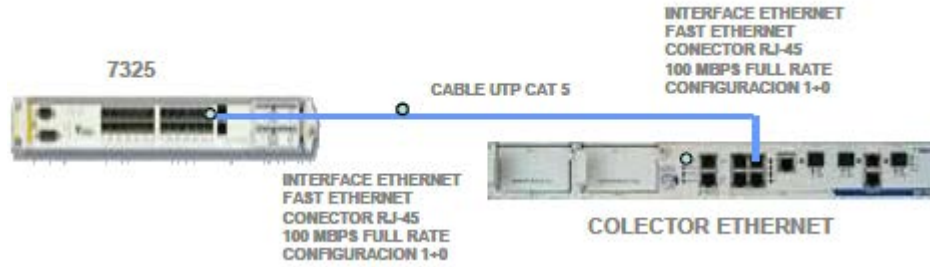 INTERFACE ETHERNET
FAST ETHERNET
CONECTOR RJ-45
100 MBPS FULL RATE
CONFIGURACION 1+0
7325
CABLE UTP CAT 5
INTERFACE ETHERNET
FAST ETHERNET
CONECTOR RJ-45
100 MBPS FULL RATE
CONFIGURACION 1+0
COLECTOR ETHERNET